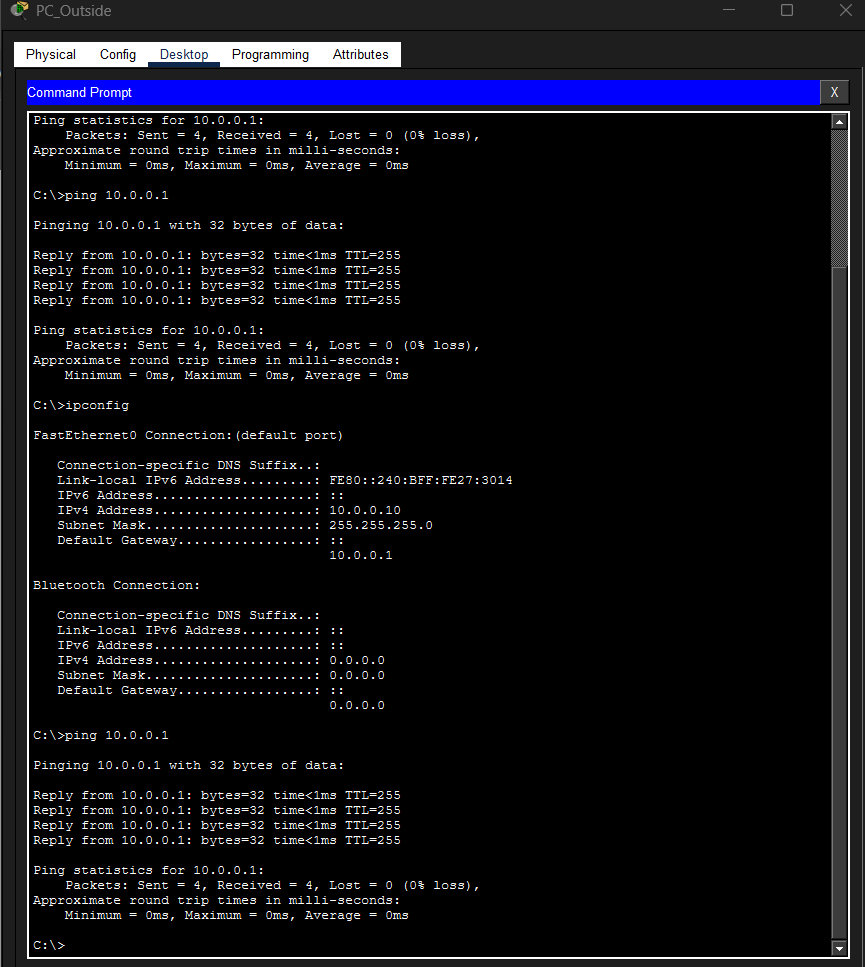 PC_Outside
Physical Config Desktop Programming Attributes
Command Prompt X
Ping statistics for 10.0.0.1:
    Packets: Sent = 4, Received = 4, Lost = 0 (0% loss),
Approximate round trip times in milli-seconds:
    Minimum = 0ms, Maximum = 0ms, Average = 0ms
C:\>ping 10.0.0.1
Pinging 10.0.0.1 with 32 bytes of data:
Reply from 10.0.0.1: bytes=32 time<1ms TTL=255
Reply from 10.0.0.1: bytes=32 time<1ms TTL=255
Reply from 10.0.0.1: bytes=32 time<1ms TTL=255
Reply from 10.0.0.1: bytes=32 time<1ms TTL=255
Ping statistics for 10.0.0.1:
    Packets: Sent = 4, Received = 4, Lost = 0 (0% loss),
Approximate round trip times in milli-seconds:
    Minimum = 0ms, Maximum = 0ms, Average = 0ms
C:\>ipconfig
FastEthernet0 Connection:(default port)
   Connection-specific DNS Suffix..:
   Link-local IPv6 Address.........: FE80::240:BFF:FE27:3014
   IPv6 Address....................: ::
   IPv4 Address....................: 10.0.0.10
   Subnet Mask.....................: 255.255.255.0
   Default Gateway.................: ::
                                     10.0.0.1
Bluetooth Connection:
   Connection-specific DNS Suffix..:
   Link-local IPv6 Address.........: ::
   IPv6 Address....................: ::
   IPv4 Address....................: 0.0.0.0
   Subnet Mask.....................: 0.0.0.0
   Default Gateway.................: ::
                                     0.0.0.0
C:\>ping 10.0.0.1
Pinging 10.0.0.1 with 32 bytes of data:
Reply from 10.0.0.1: bytes=32 time<1ms TTL=255
Reply from 10.0.0.1: bytes=32 time<1ms TTL=255
Reply from 10.0.0.1: bytes=32 time<1ms TTL=255
Reply from 10.0.0.1: bytes=32 time<1ms TTL=255
Ping statistics for 10.0.0.1:
    Packets: Sent = 4, Received = 4, Lost = 0 (0% loss),
Approximate round trip times in milli-seconds:
    Minimum = 0ms, Maximum = 0ms, Average = 0ms
C:\>